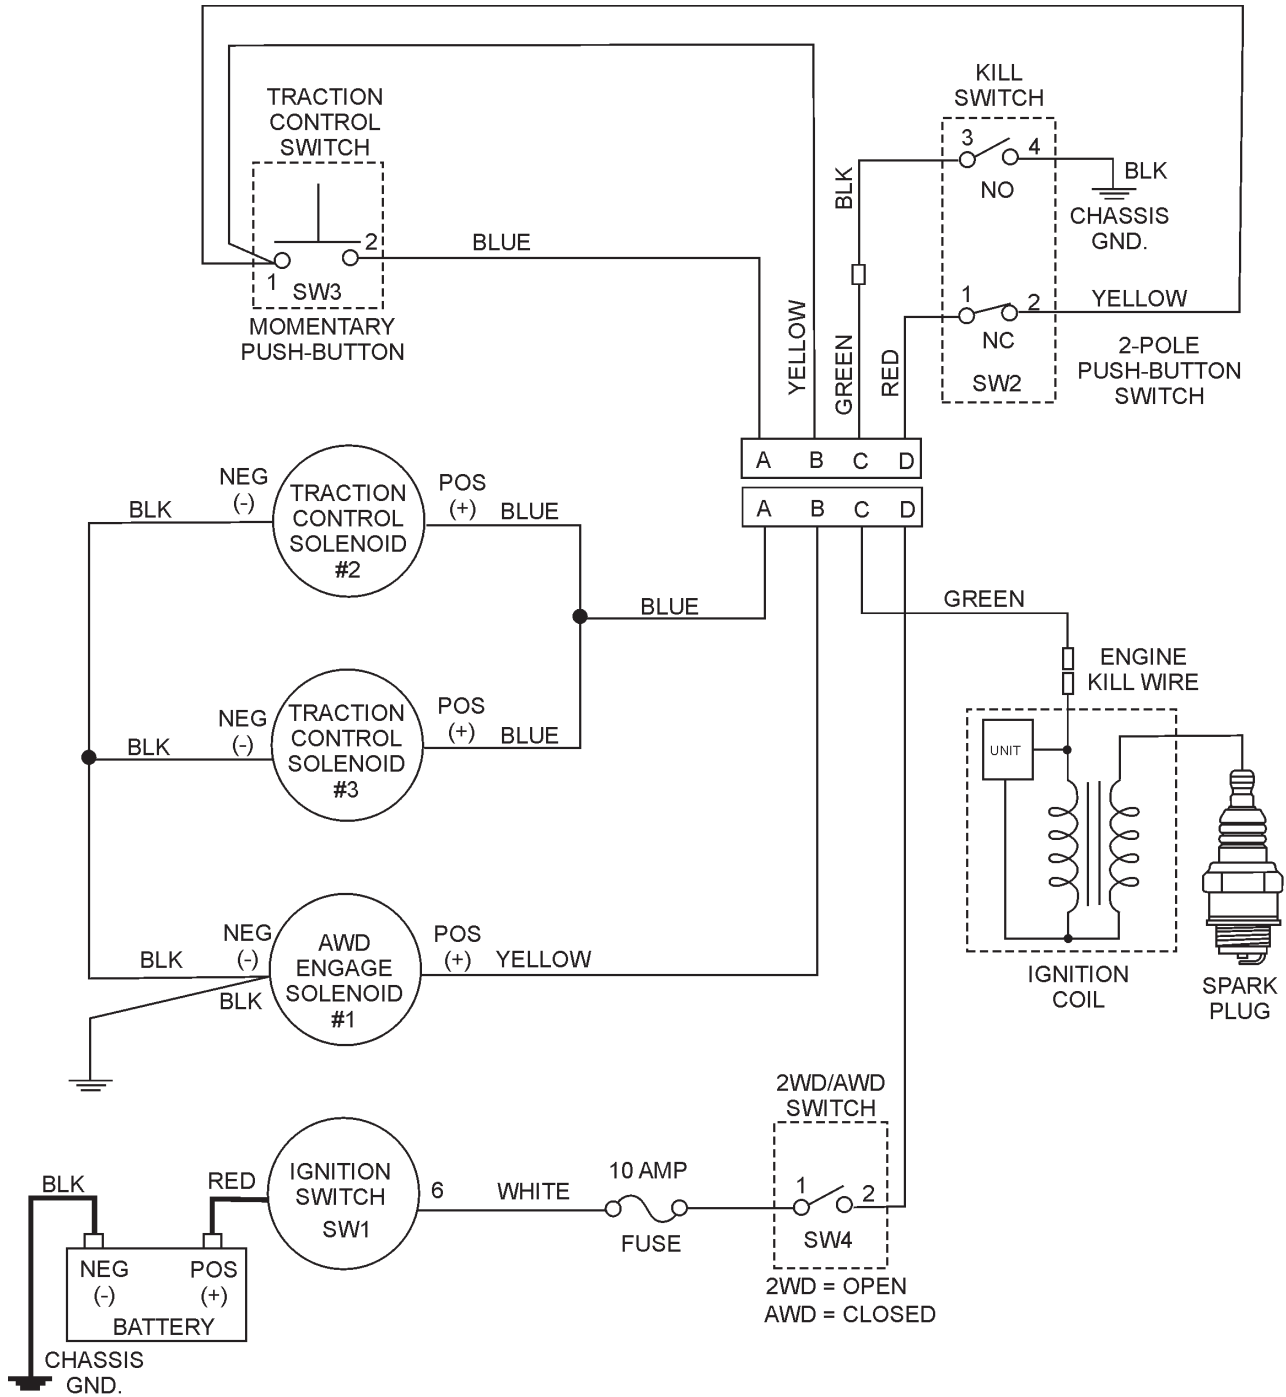 TRACTION
CONTROL
SWITCH
2
1
SW3
MOMENTARY
PUSH-BUTTON
BLUE
YELLOW
BLK
GREEN
RED
KILL
SWITCH
3
4
NO
BLK
CHASSIS
GND.
1
2
NC
SW2
YELLOW
2-POLE
PUSH-BUTTON
SWITCH
A B C D
A B C D
NEG
(-)
BLK
TRACTION
CONTROL
SOLENOID
#2
POS
(+)
BLUE
BLUE
NEG
(-)
BLK
TRACTION
CONTROL
SOLENOID
#3
POS
(+)
BLUE
GREEN
ENGINE
KILL WIRE
UNIT
IGNITION
COIL
SPARK
PLUG
NEG
(-)
BLK
BLK
AWD
ENGAGE
SOLENOID
#1
POS
(+)
YELLOW
BLK
RED
IGNITION
SWITCH
SW1
6
WHITE
10 AMP
FUSE
2WD/AWD
SWITCH
1
2
SW4
2WD = OPEN
AWD = CLOSED
NEG
(-)
POS
(+)
BATTERY
CHASSIS
GND.